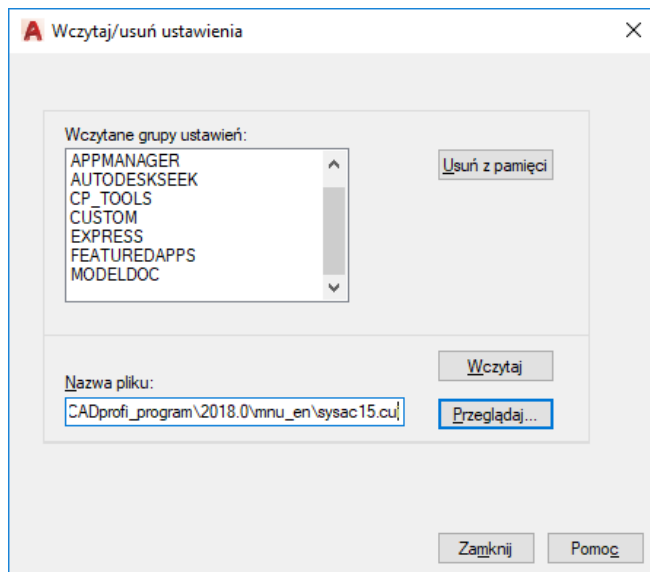 Wczytaj/usuń ustawienia
Wczytane grupy ustawień:
APPMANAGER
AUTODESKSEEK
CP_TOOLS
CUSTOM
EXPRESS
FEATUREDAPPS
MODELDOC
Usuń z pamięci
Wczytaj
Nazwa pliku:
CADprofi_program\2018.0\mnu_en\sysac15.cui
Przeglądaj...
Zamknij
Pomoc